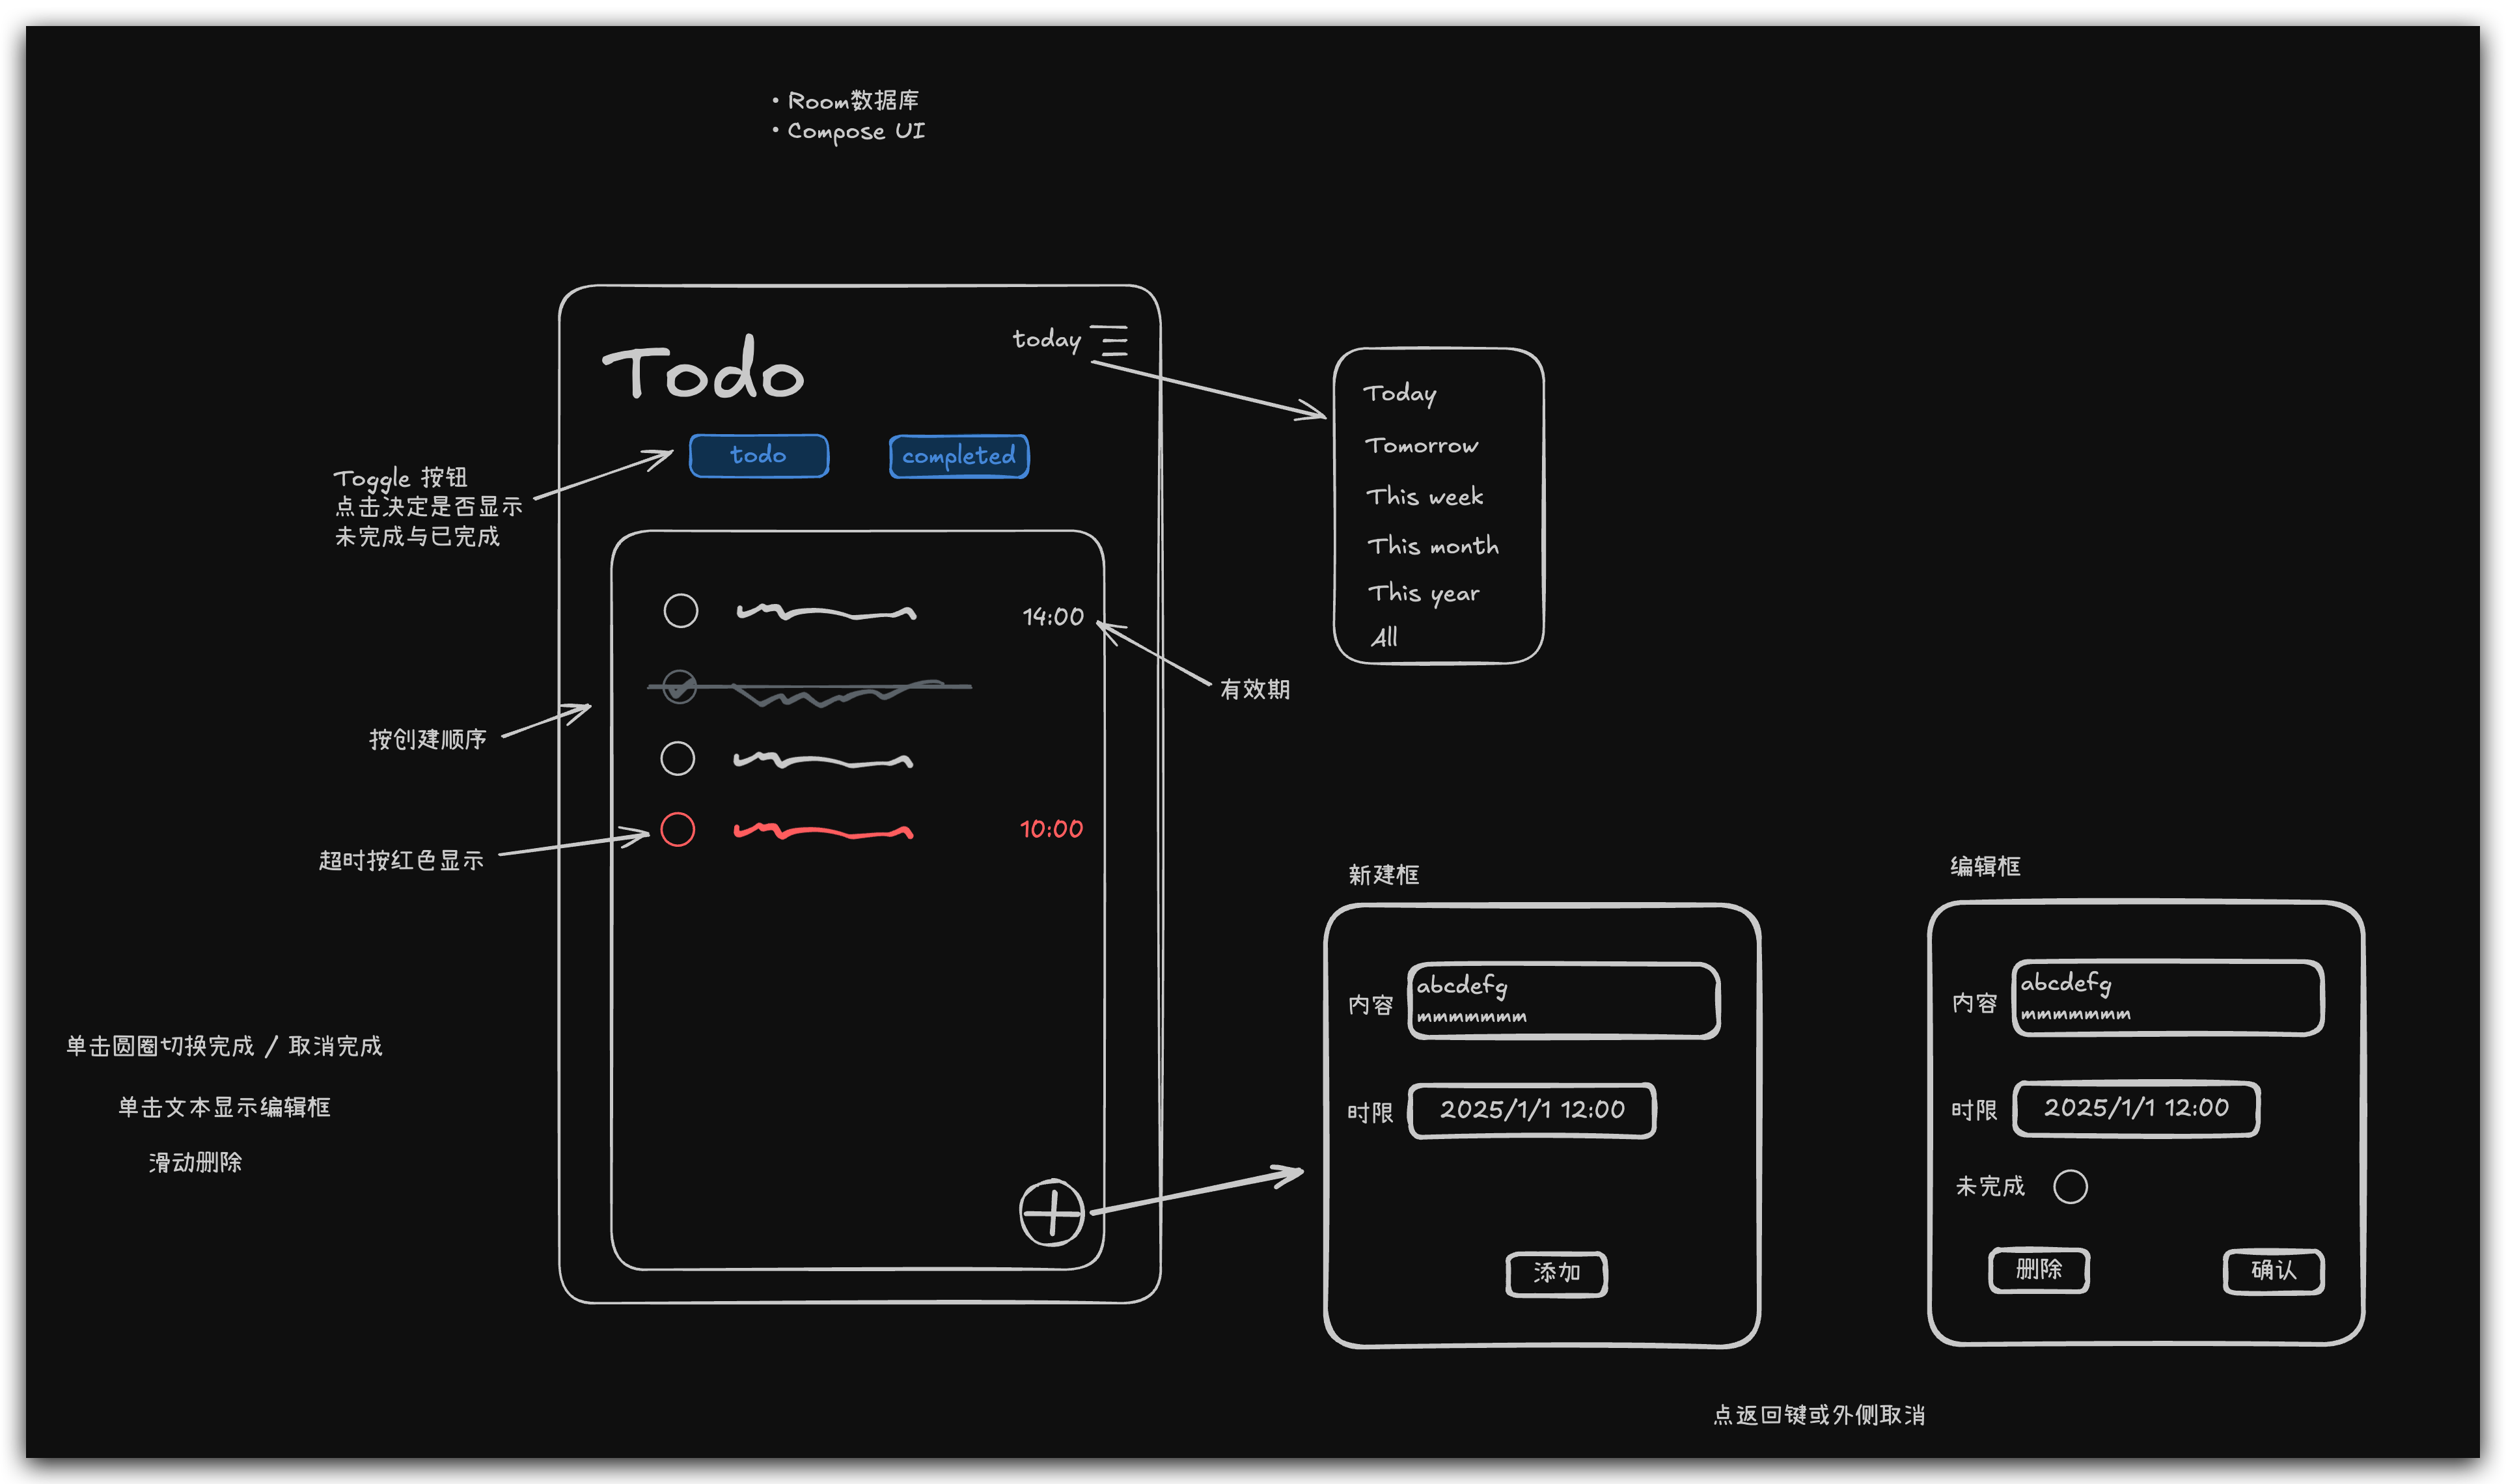 • Room数据库
• Compose UI
Todo
today
todo
completed
Toggle 按钮
点击决定是否显示
未完成与已完成
Today
Tomorrow
This week
This month
This year
All
14:00
有效期
按创建顺序
10:00
超时按红色显示
单击圆圈切换完成 / 取消完成
单击文本显示编辑框
滑动删除
新建框
内容
abcdefg
mmmmmmm
时限
2025/1/1 12:00
添加
编辑框
内容
abcdefg
mmmmmmm
时限
2025/1/1 12:00
未完成
删除
确认
点返回键或外侧取消